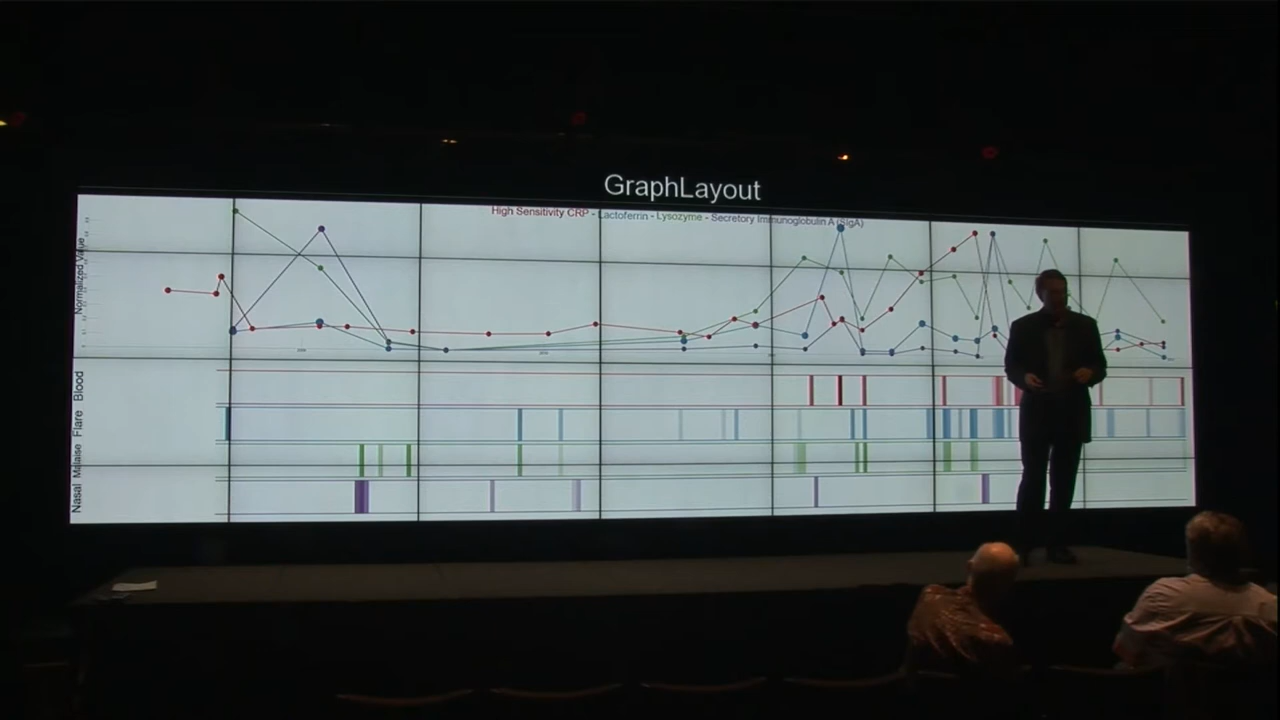 GraphLayout
High Sensitivity CRP - Lactoferrin - Lysozyme - Secretory Immunoglobulin A (SIgA)
Normalized Value
Blood
Flare
Malaise
Nasal